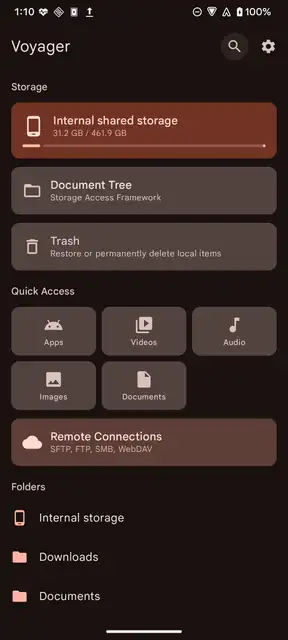 1:10 100%
Voyager
Storage
Internal shared storage
31.2 GB / 461.9 GB
Document Tree
Storage Access Framework
Trash
Restore or permanently delete local items
Quick Access
Apps Videos Audio
Images Documents
Remote Connections
SFTP, FTP, SMB, WebDAV
Folders
Internal storage
Downloads
Documents